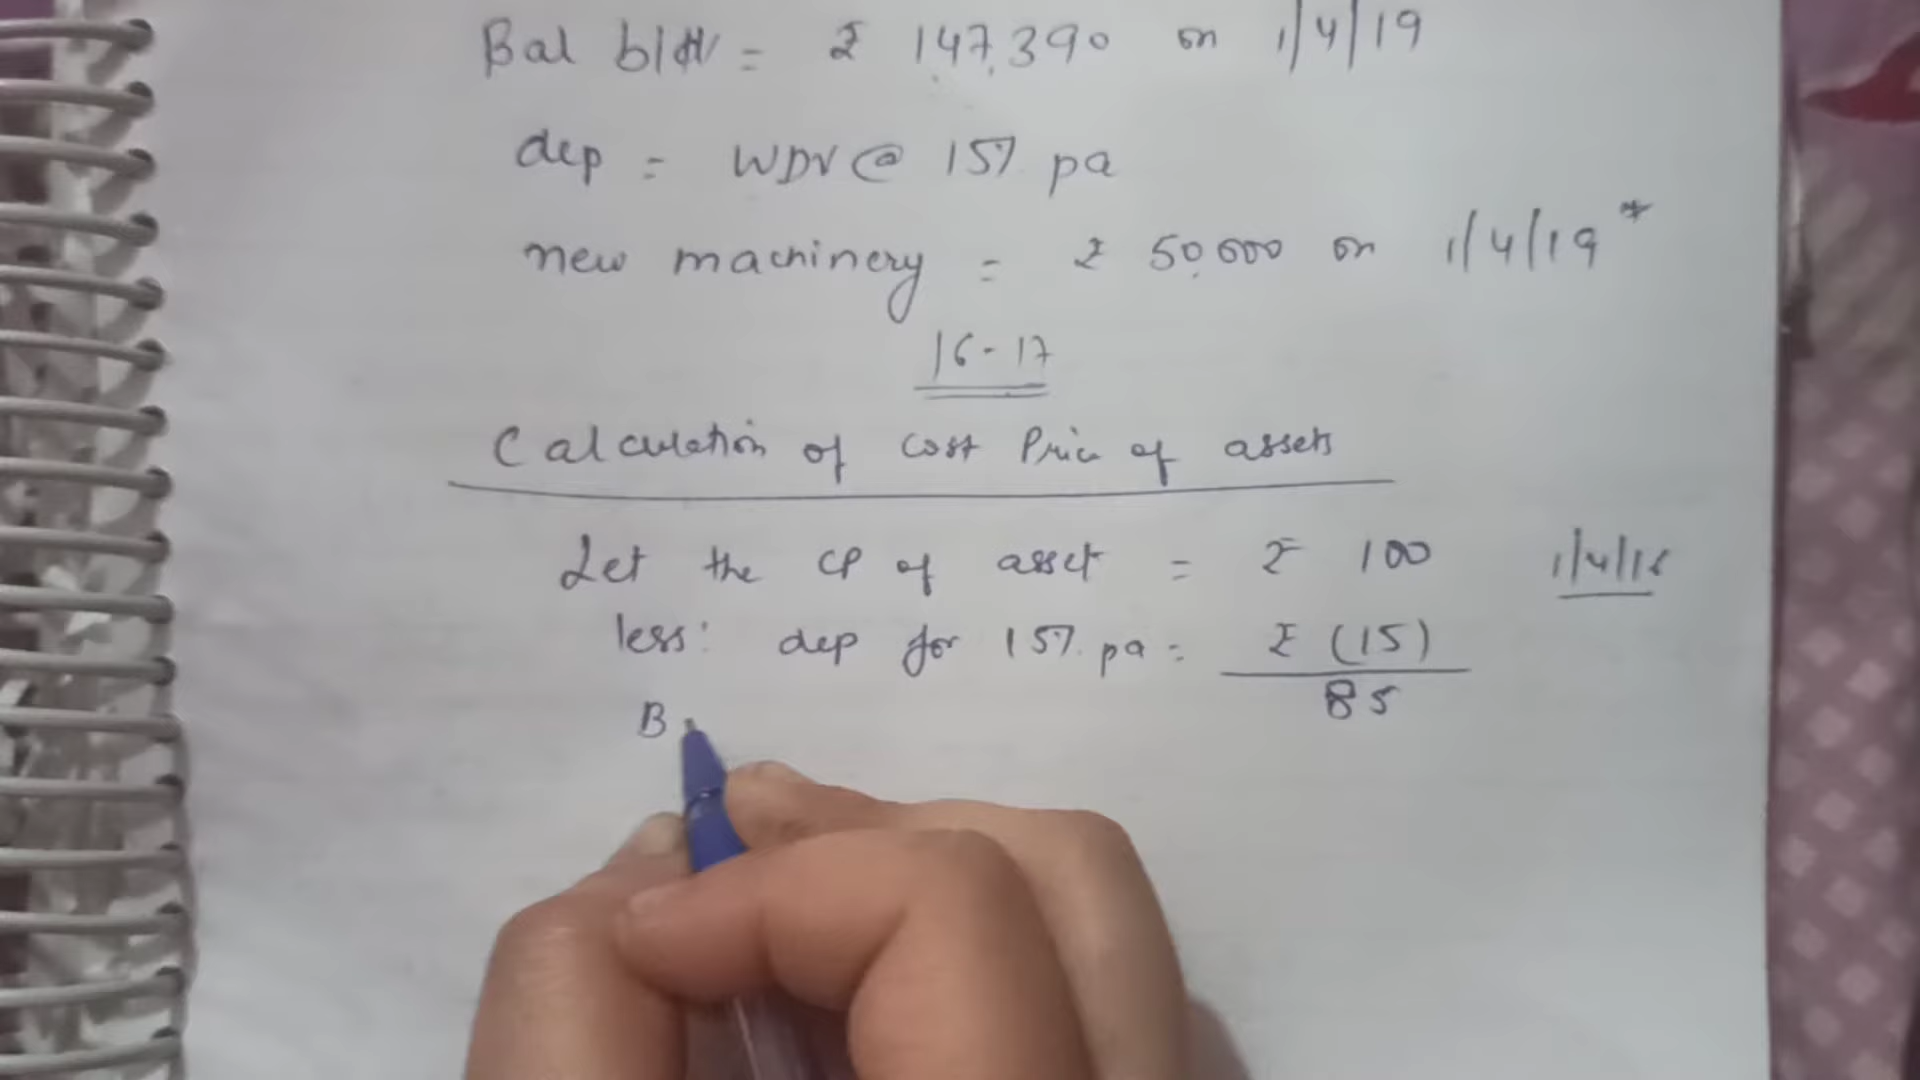 Bal b/d = ₹ 147,390 on 1/4/19
dep = WDV @ 15% pa
new machinery = ₹ 50,000 on 1/4/19 *
16-17
Calculation of Cost Price of assets
Let the CP of asset = ₹ 100 1/4/16
less: dep for 15% pa = ₹ (15)
85
B